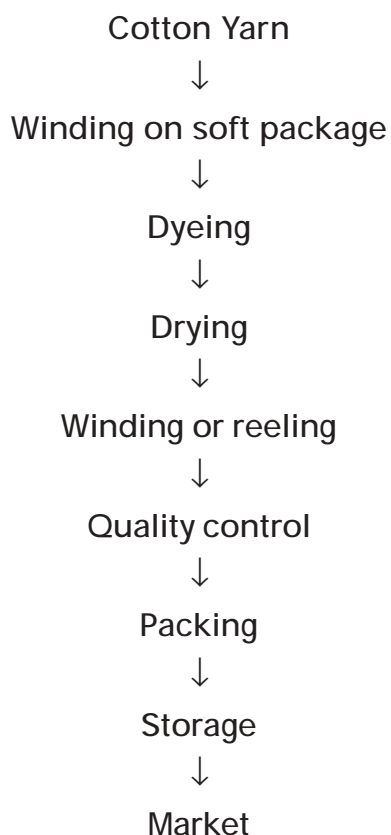 Cotton Yarn
↓
Winding on soft package
↓
Dyeing
↓
Drying
↓
Winding or reeling
↓
Quality control
↓
Packing
↓
Storage
↓
Market